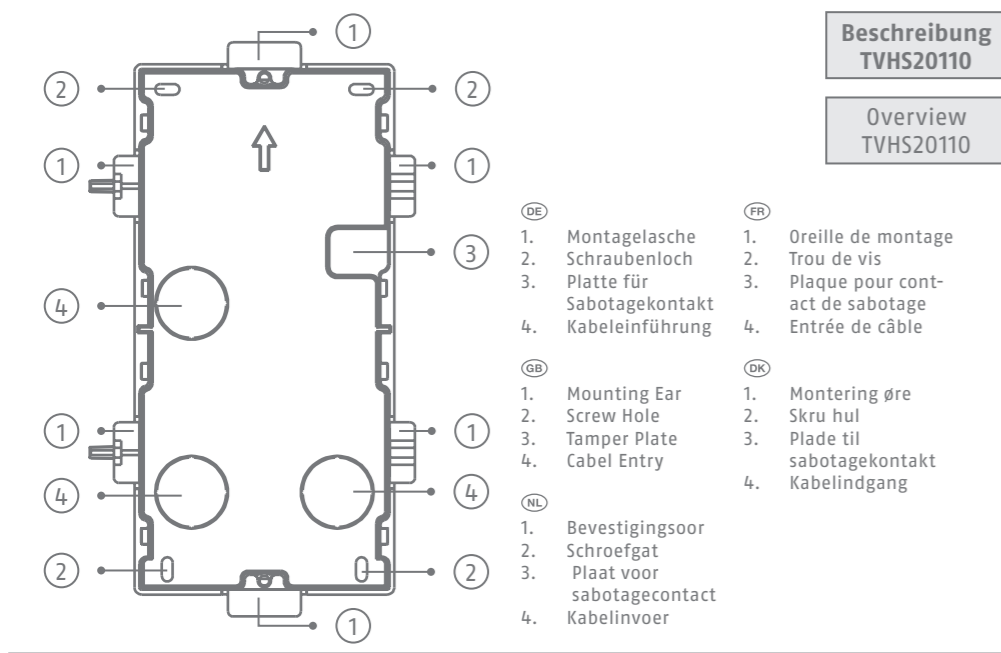 Beschreibung
TVHS20110
Overview
TVHS20110
1
2
2
1
1
3
4
1
1
4
4
2
2
1
DE
1. Montagelasche
2. Schraubenloch
3. Platte für
Sabotagekontakt
4. Kabeleinführung
GB
1. Mounting Ear
2. Screw Hole
3. Tamper Plate
4. Cabel Entry
NL
1. Bevestigingsoor
2. Schroefgat
3. Plaat voor
sabotagecontact
4. Kabelinvoer
FR
1. Oreille de montage
2. Trou de vis
3. Plaque pour cont-
act de sabotage
4. Entrée de câble
DK
1. Montering øre
2. Skru hul
3. Plade til
sabotagekontakt
4. Kabelindgang